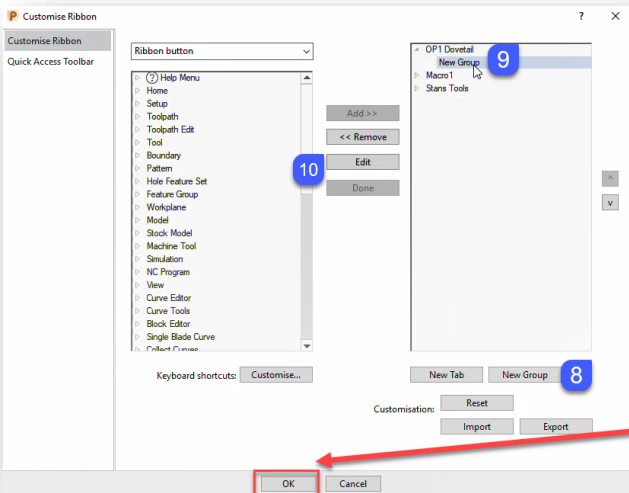 P Customise Ribbon ? X
Customise Ribbon
Quick Access Toolbar
Ribbon button
? Help Menu
Home
Setup
Toolpath
Toolpath Edit
Tool
Boundary
Pattern
Hole Feature Set
Feature Group
Workplane
Model
Stock Model
Machine Tool
Simulation
NC Program
View
Curve Editor
Curve Tools
Block Editor
Single Blade Curve
Collect Curves
Add >>
<< Remove
10 Edit
Done
OP1 Dovetail
New Group 9
Macro1
Stans Tools
^
v
Keyboard shortcuts: Customise...
New Tab New Group 8
Customisation: Reset
Import Export
OK Cancel